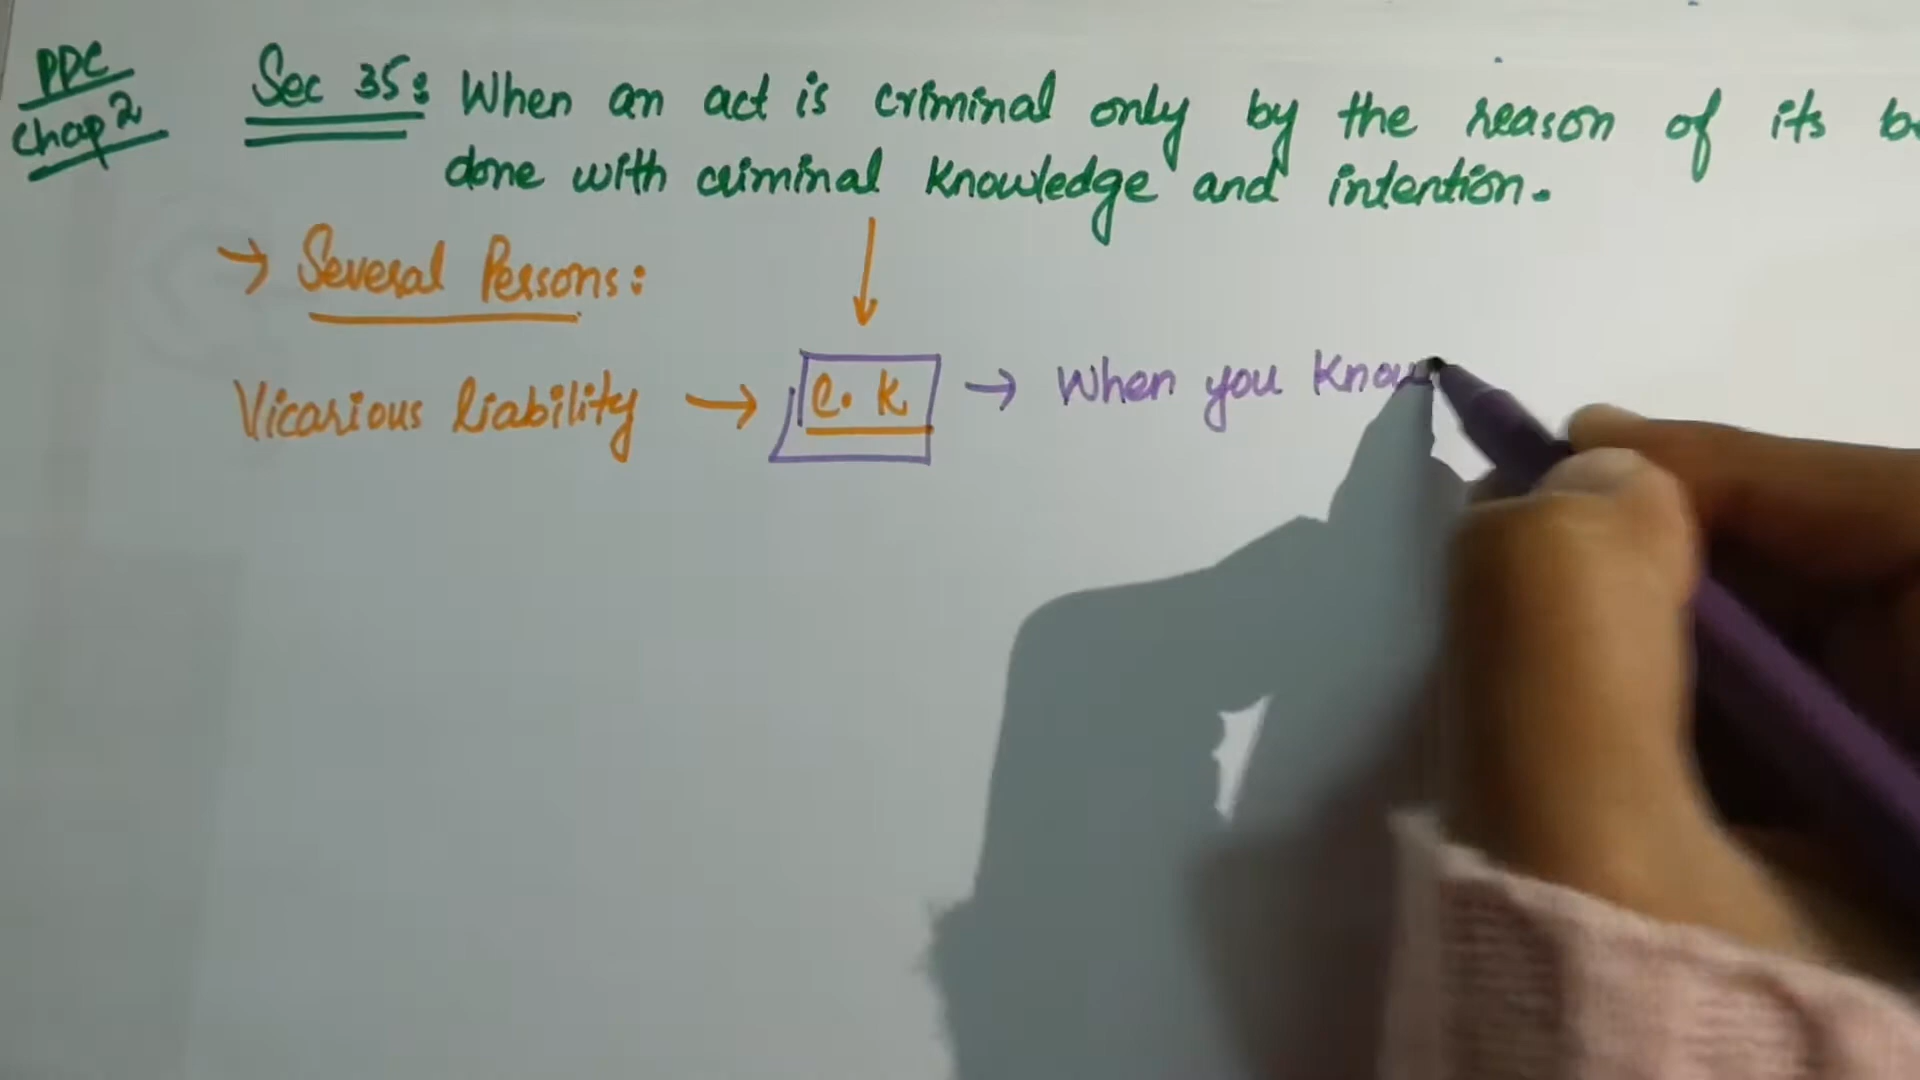 PPC
Chap 2
Sec 35: When an act is criminal only by the reason of its
done with criminal knowledge and intention.
→ Several Persons:
Vicarious liability → C. K → When you Know